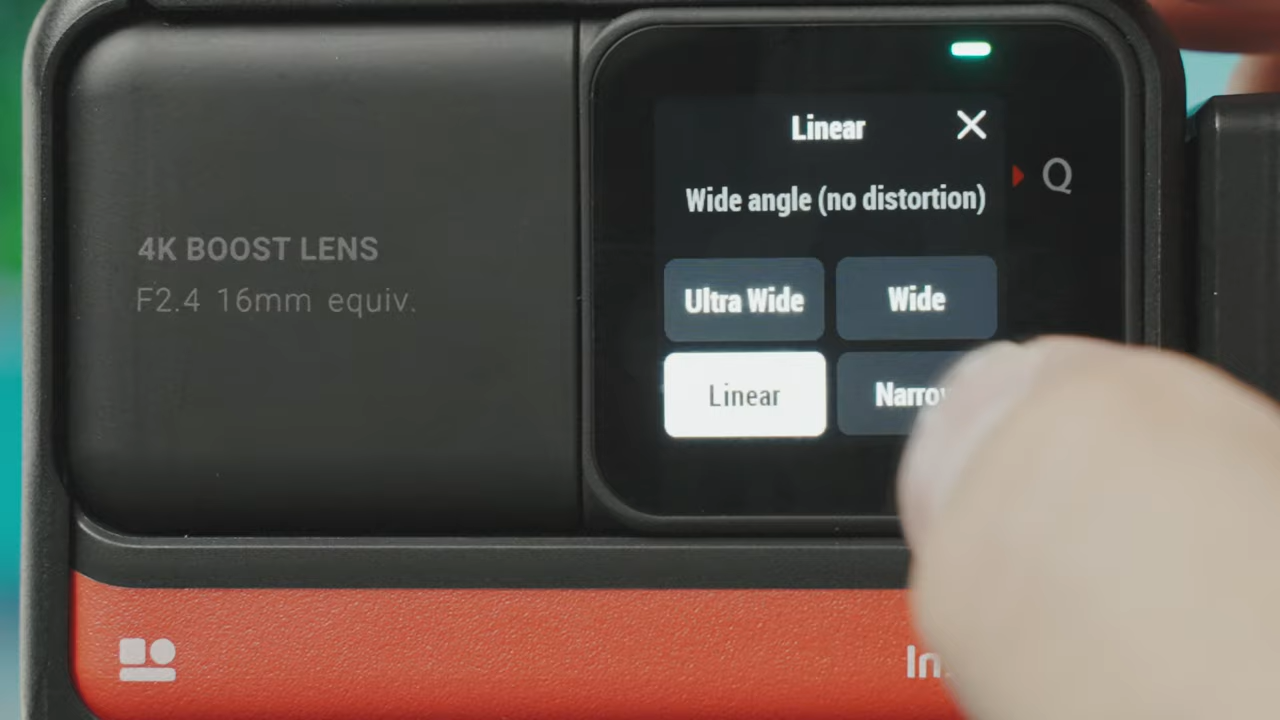 4K BOOST LENS
F2.4 16mm equiv.
Linear
Wide angle (no distortion)
Q
Ultra Wide
Wide
Linear